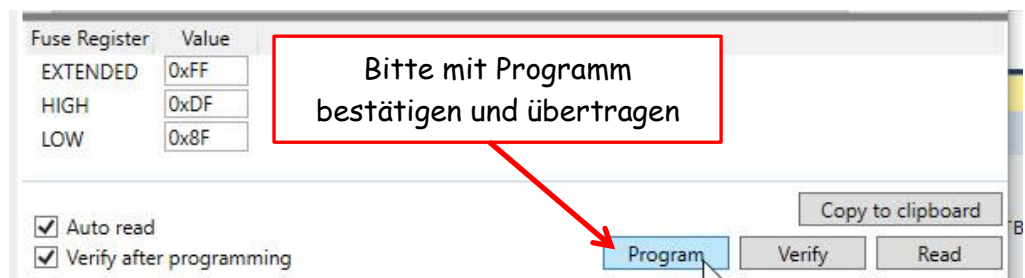 Fuse Register Value
EXTENDED 0xFF
HIGH 0xDF
LOW 0x8F
Bitte mit Programm
bestätigen und übertragen
Copy to clipboard
Auto read
Verify after programming
Program Verify Read